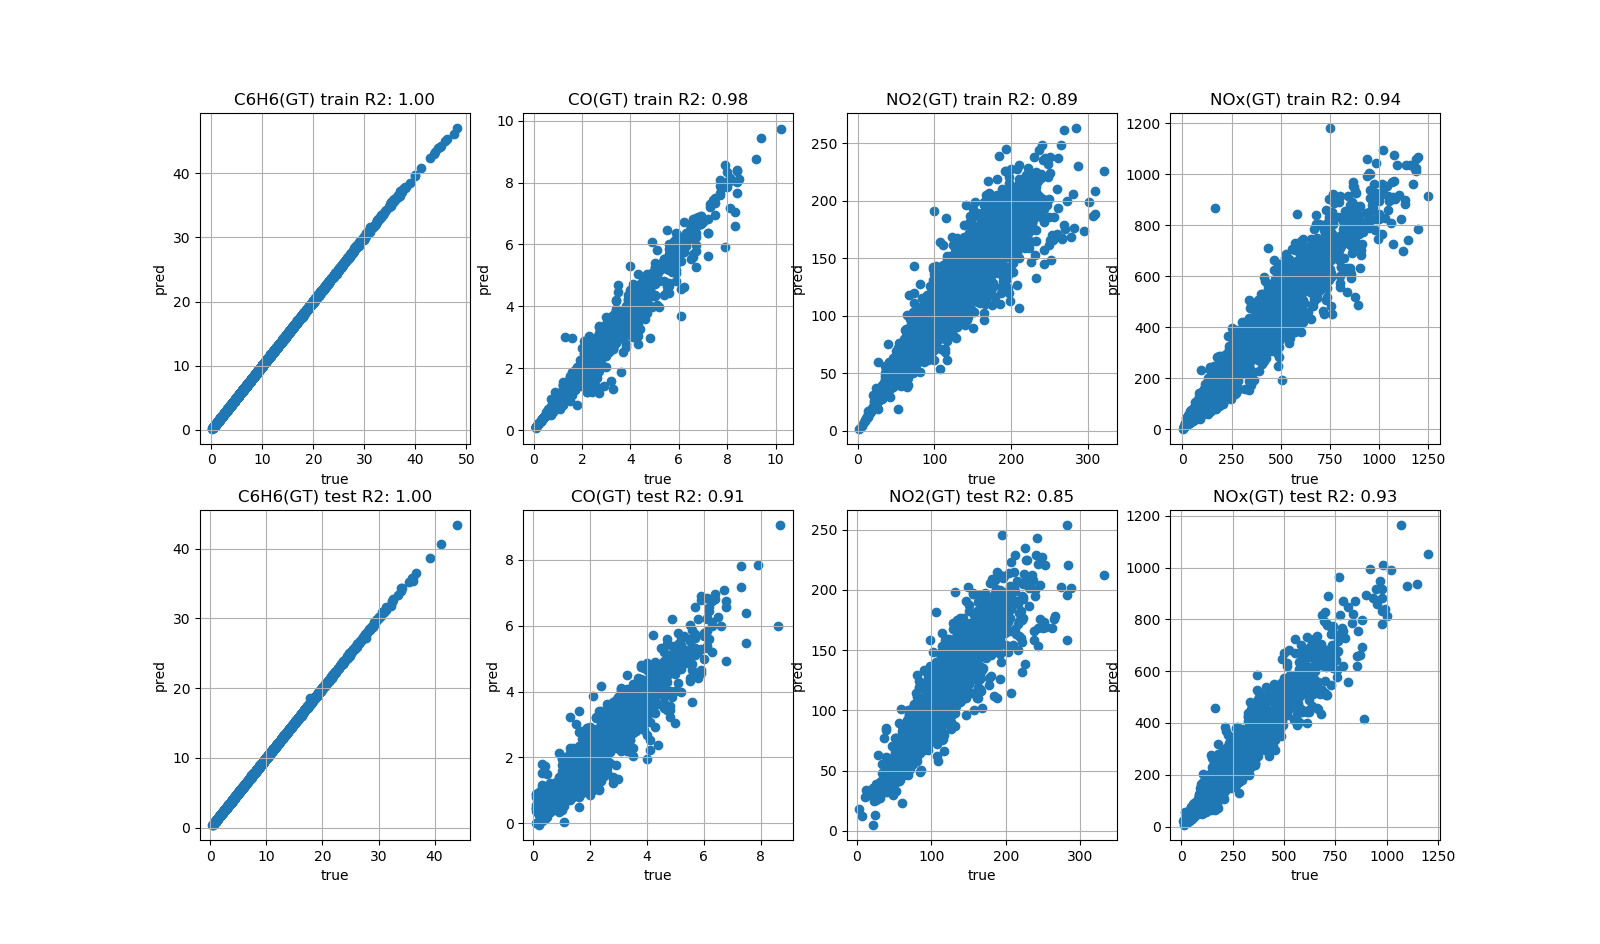 C6H6(GT) train R2: 1.00
40
30
20
10
0
0 10 20 30 40 50
pred
true
CO(GT) train R2: 0.98
10
8
6
4
2
0
0 2 4 6 8 10
pred
true
NO2(GT) train R2: 0.89
250
200
150
100
50
0
0 100 200 300
pred
true
NOx(GT) train R2: 0.94
1200
1000
800
600
400
200
0
0 250 500 750 1000 1250
pred
true
C6H6(GT) test R2: 1.00
40
30
20
10
0
0 10 20 30 40
pred
true
CO(GT) test R2: 0.91
8
6
4
2
0
0 2 4 6 8
pred
true
NO2(GT) test R2: 0.85
250
200
150
100
50
0
0 100 200 300
pred
true
NOx(GT) test R2: 0.93
1200
1000
800
600
400
200
0
0 250 500 750 1000 1250
pred
true